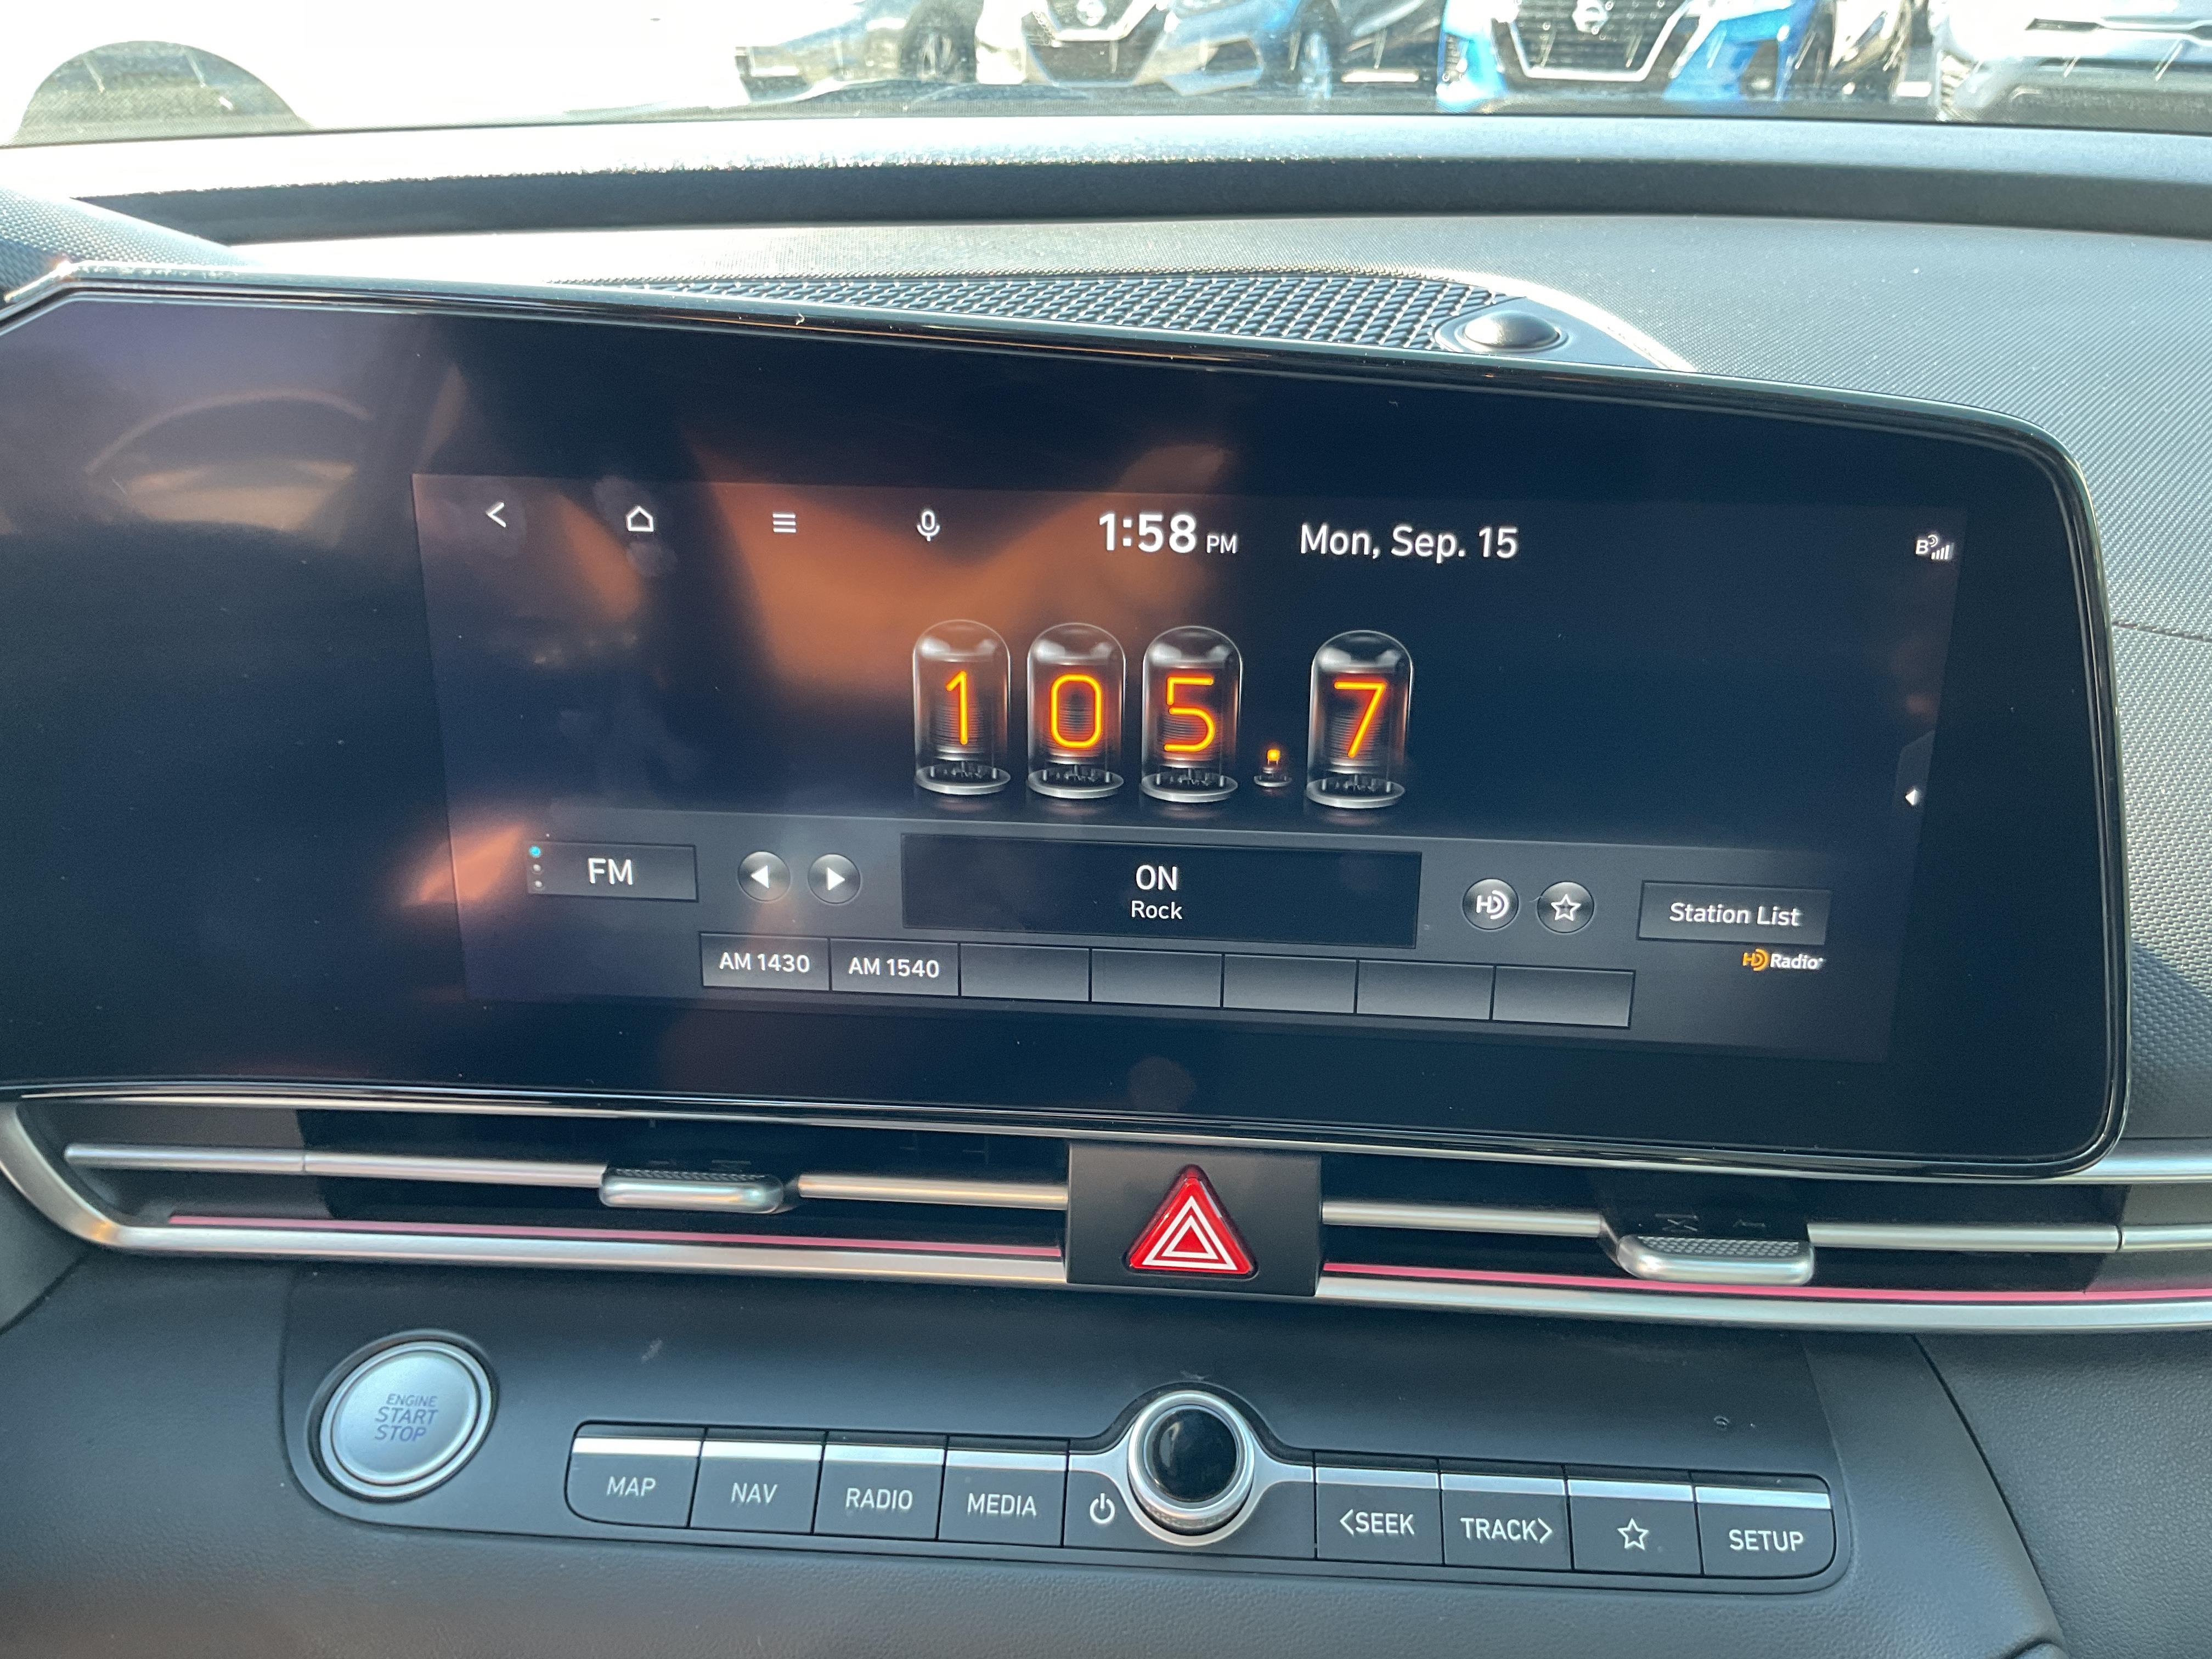 1:58 PM Mon, Sep. 15
B
105.7
FM
ON
Rock
HD
Station List
HD Radio
AM 1430 AM 1540
ENGINE
START
STOP
MAP NAV RADIO MEDIA <SEEK TRACK> SETUP